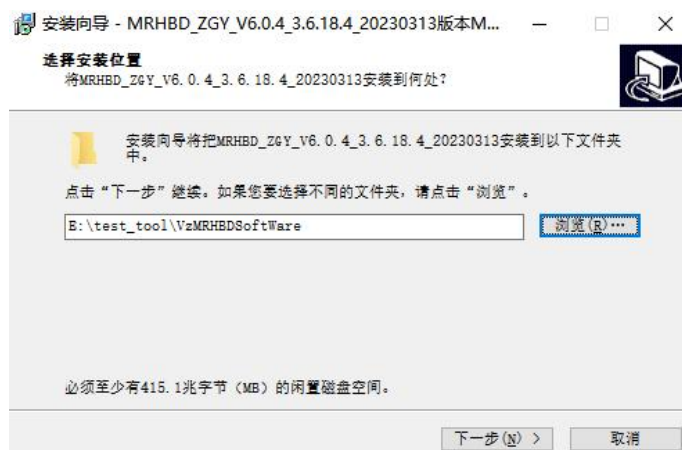 安装向导 - MRHBD_ZGY_V6.0.4_3.6.18.4_20230313版本M...
选择安装位置
将MRHBD_ZGY_V6.0.4_3.6.18.4_20230313安装到何处?
安装向导将把MRHBD_ZGY_V6.0.4_3.6.18.4_20230313安装到以下文件夹
中。
点击“下一步”继续。如果您要选择不同的文件夹，请点击“浏览”。
E:\test_tool\VzMRHBDSoftWare
浏览(R)...
必须至少有415.1兆字节（MB）的闲置磁盘空间。
下一步(N) >
取消